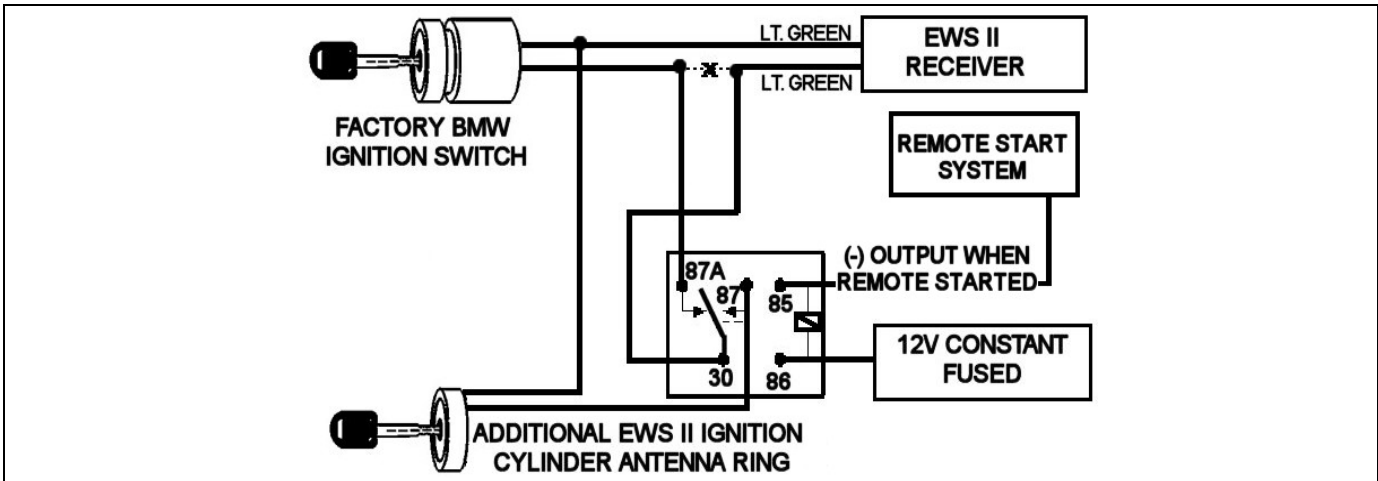 LT. GREEN
EWS II
RECEIVER
LT. GREEN
FACTORY BMW
IGNITION SWITCH
REMOTE START
SYSTEM
(-) OUTPUT WHEN
REMOTE STARTED
87A
87
85
30
86
12V CONSTANT
FUSED
ADDITIONAL EWS II IGNITION
CYLINDER ANTENNA RING